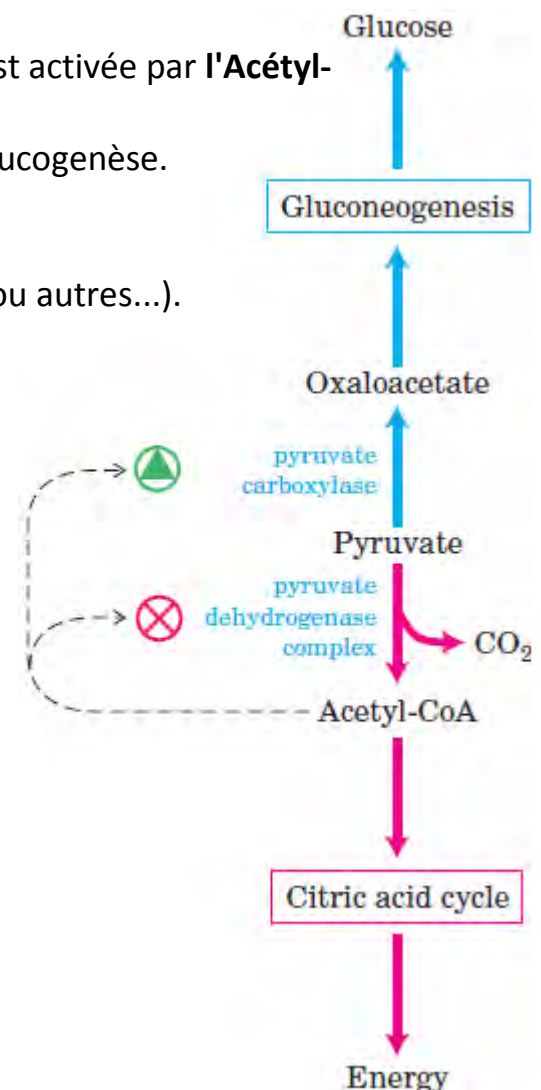 Glucose
st activée par l'Acétyl-
ucogenèse.
Gluconeogenesis
ou autres...).
Oxaloacetate
pyruvate
carboxylase
Pyruvate
pyruvate
dehydrogenase
complex
CO₂
Acetyl-CoA
Citric acid cycle
Energy